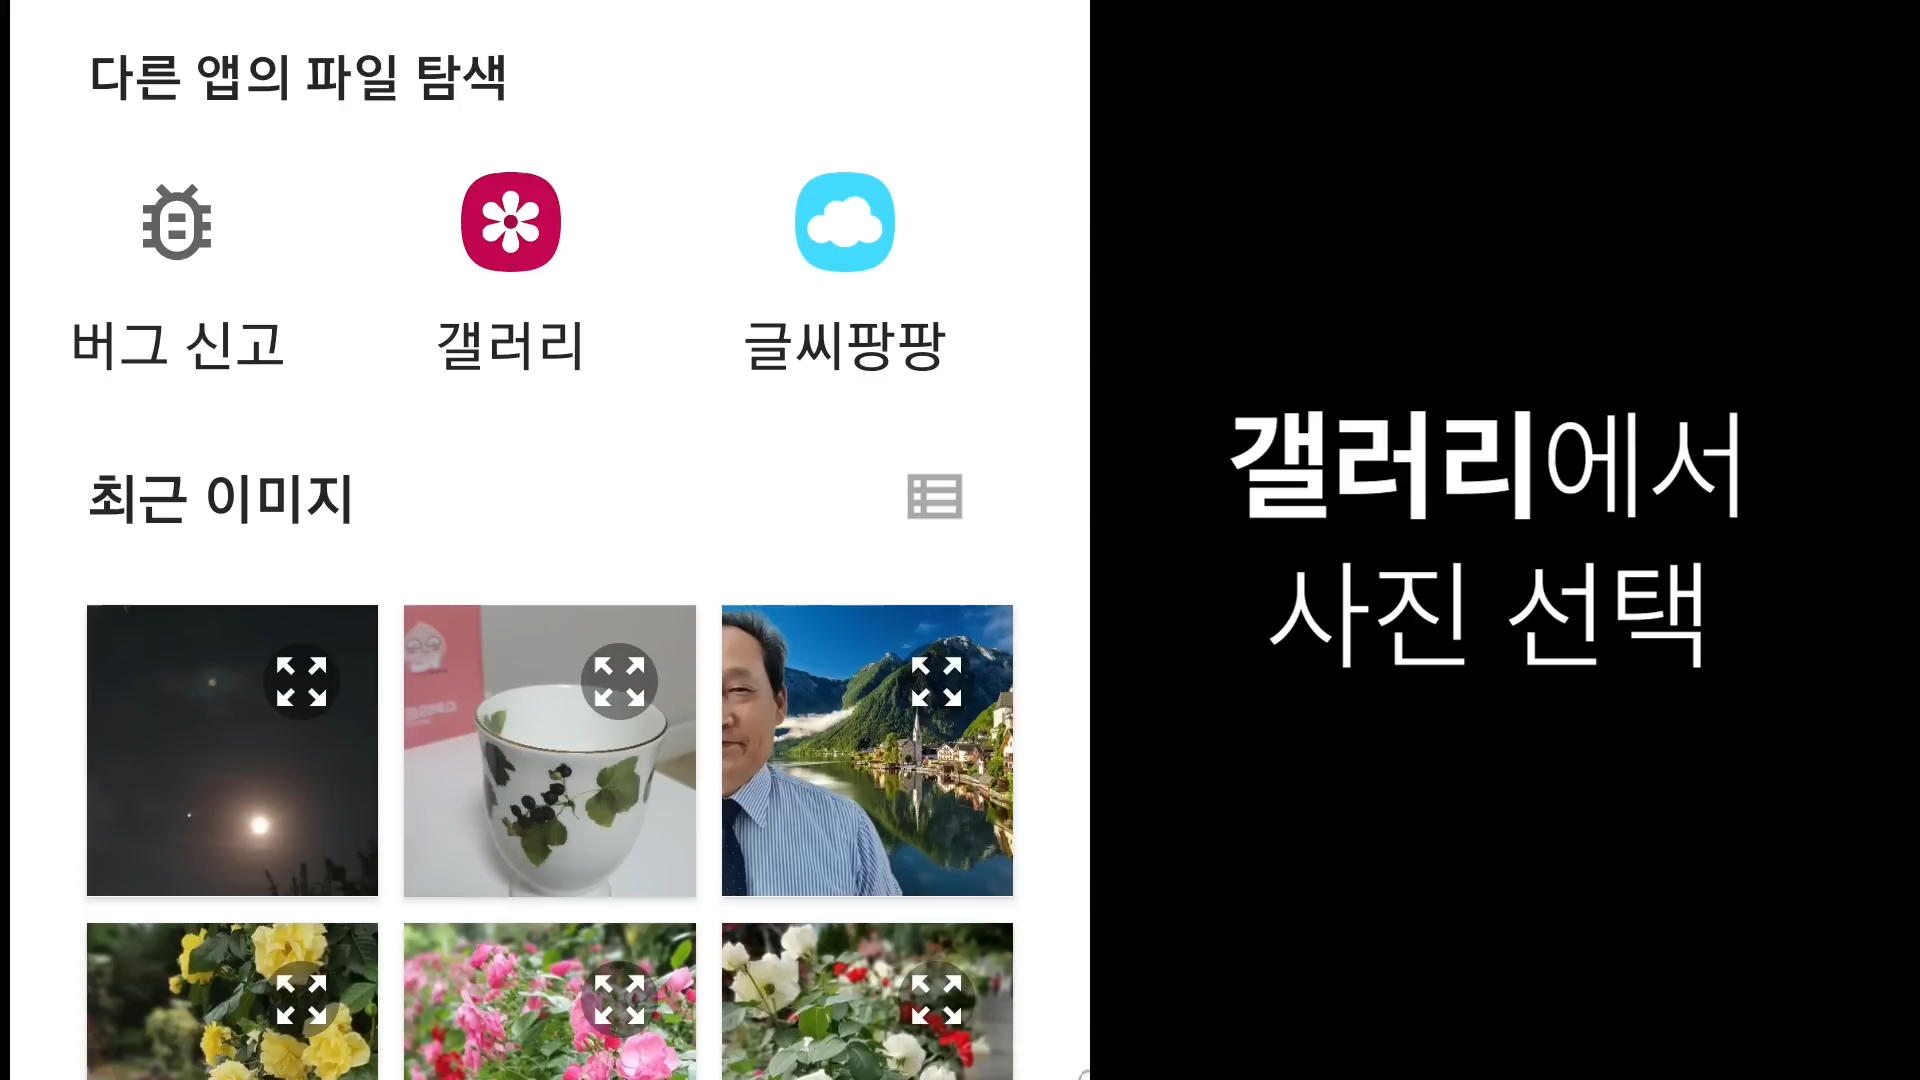 다른 앱의 파일 탐색
버그 신고
갤러리
글씨팡팡
최근 이미지
갤러리에서
사진 선택